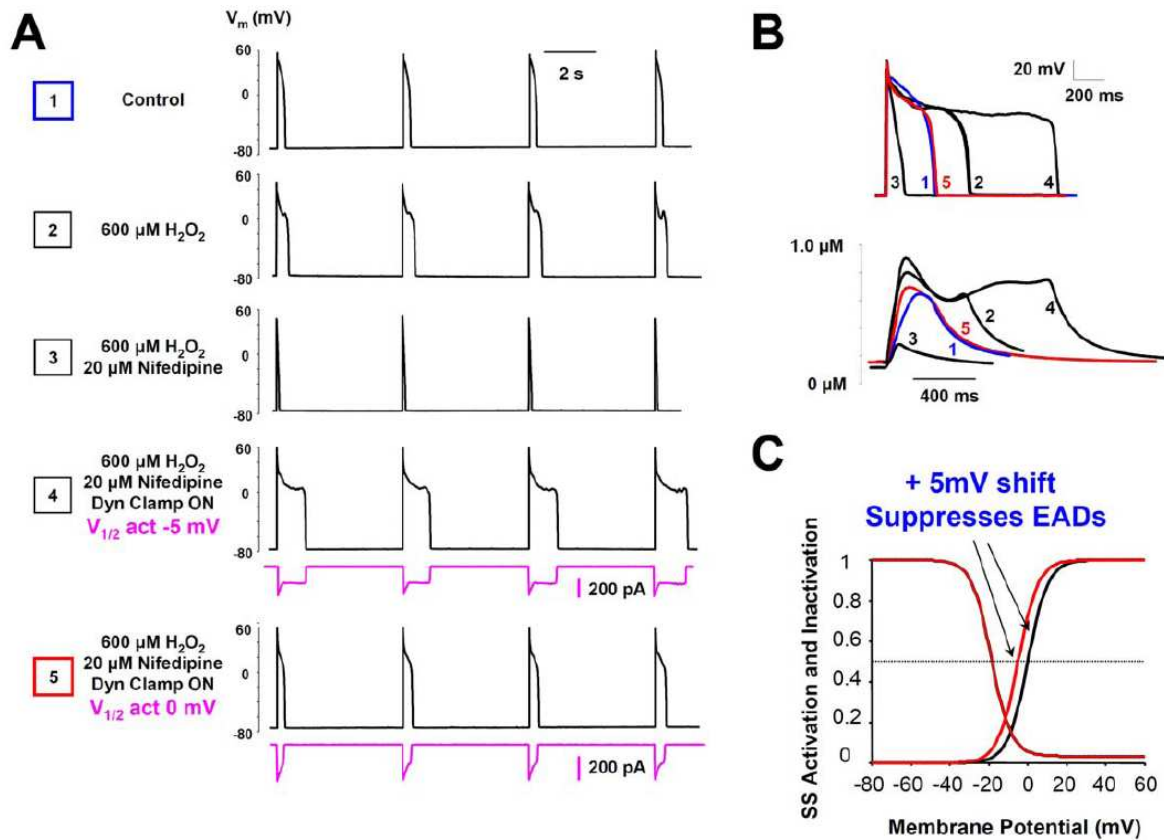 A
V_m (mV)
60
0
-80
2 s
1
Control
60
0
-80
2
600 µM H₂O₂
60
0
-80
3
600 µM H₂O₂
20 µM Nifedipine
60
0
-80
4
600 µM H₂O₂
20 µM Nifedipine
Dyn Clamp ON
V₁/₂ act -5 mV
200 pA
60
0
-80
5
600 µM H₂O₂
20 µM Nifedipine
Dyn Clamp ON
V₁/₂ act 0 mV
200 pA
B
20 mV
200 ms
3 1 5 2 4
1.0 µM
0 µM
3 1 5 2 4
400 ms
C
+ 5mV shift
Suppresses EADs
SS Activation and Inactivation
1
0.8
0.6
0.4
0.2
0
-80 -60 -40 -20 0 20 40 60
Membrane Potential (mV)